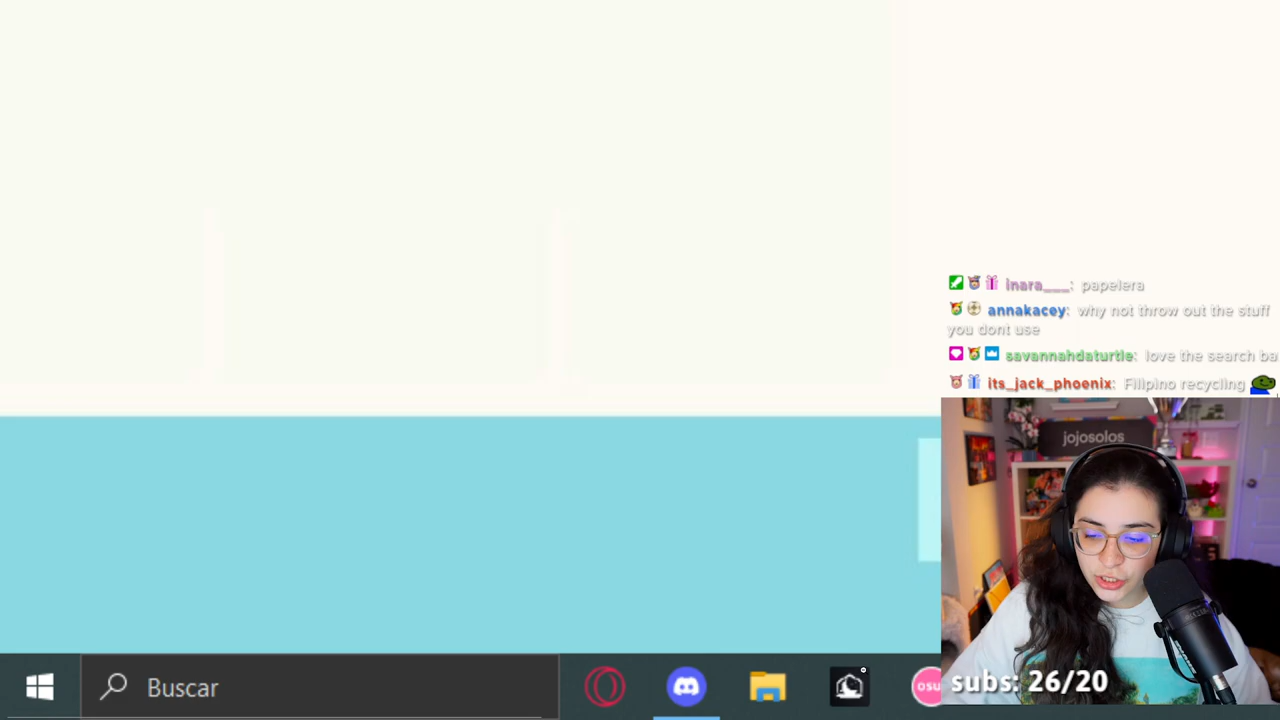 inara___: papelera
annakacey: why not throw out the stuff
you dont use
savannahdaturtle: love the search ba
its_jack_phoenix: Filipino recycling
jojosolos
Buscar
osu
subs: 26/20